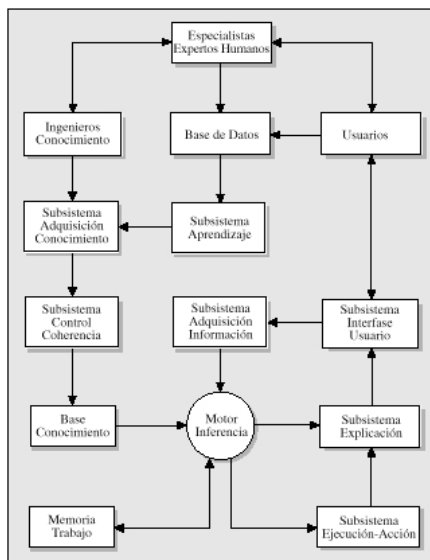 Especialistas
Expertos Humanos
Ingenieros
Conocimiento
Base de Datos
Usuarios
Subsistema
Adquisición
Conocimiento
Subsistema
Aprendizaje
Subsistema
Control
Coherencia
Subsistema
Adquisición
Información
Subsistema
Interfase
Usuario
Base
Conocimiento
Motor
Inferencia
Subsistema
Explicación
Memoria
Trabajo
Subsistema
Ejecución-Acción